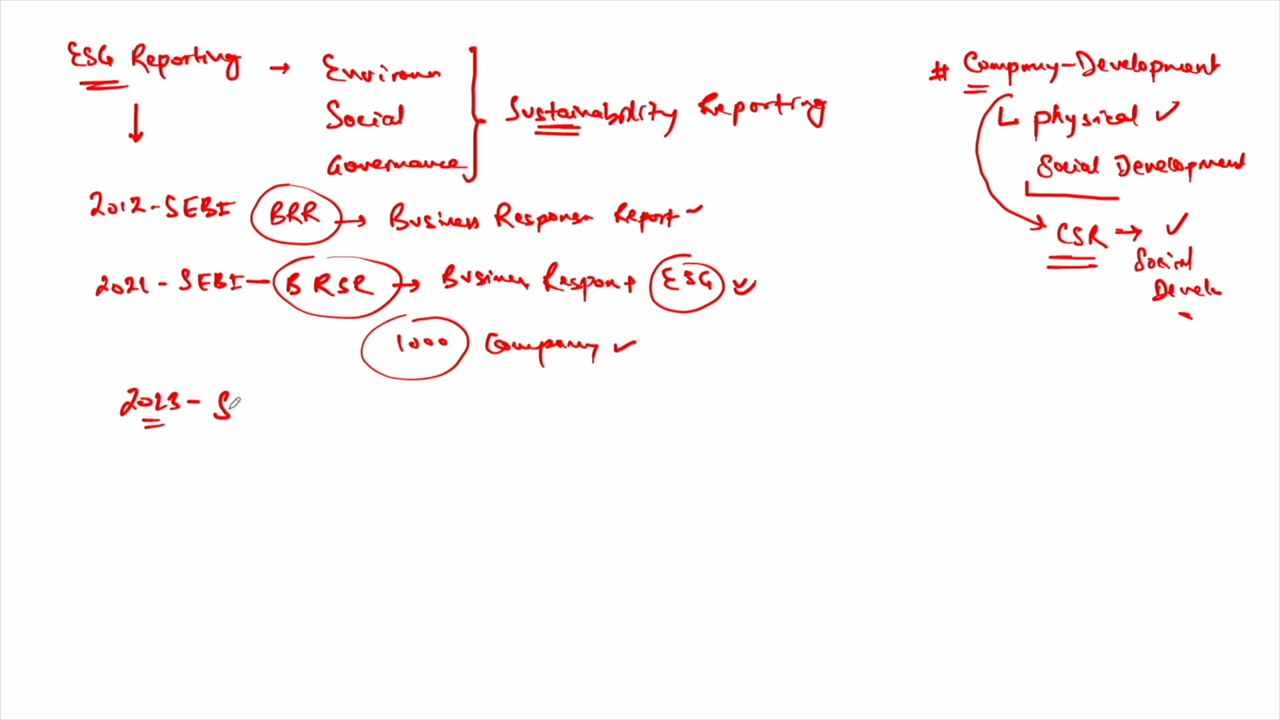 ESG Reporting → Environ
Social
Governance
Sustainability Reporting
2012 - SEBI BRR → Business Response Report
2021 - SEBI - BRSR → Business Respon + ESG
1000 Company
2023 - S
# Company-Development
physical
Social Development
CSR →
Social
Develo